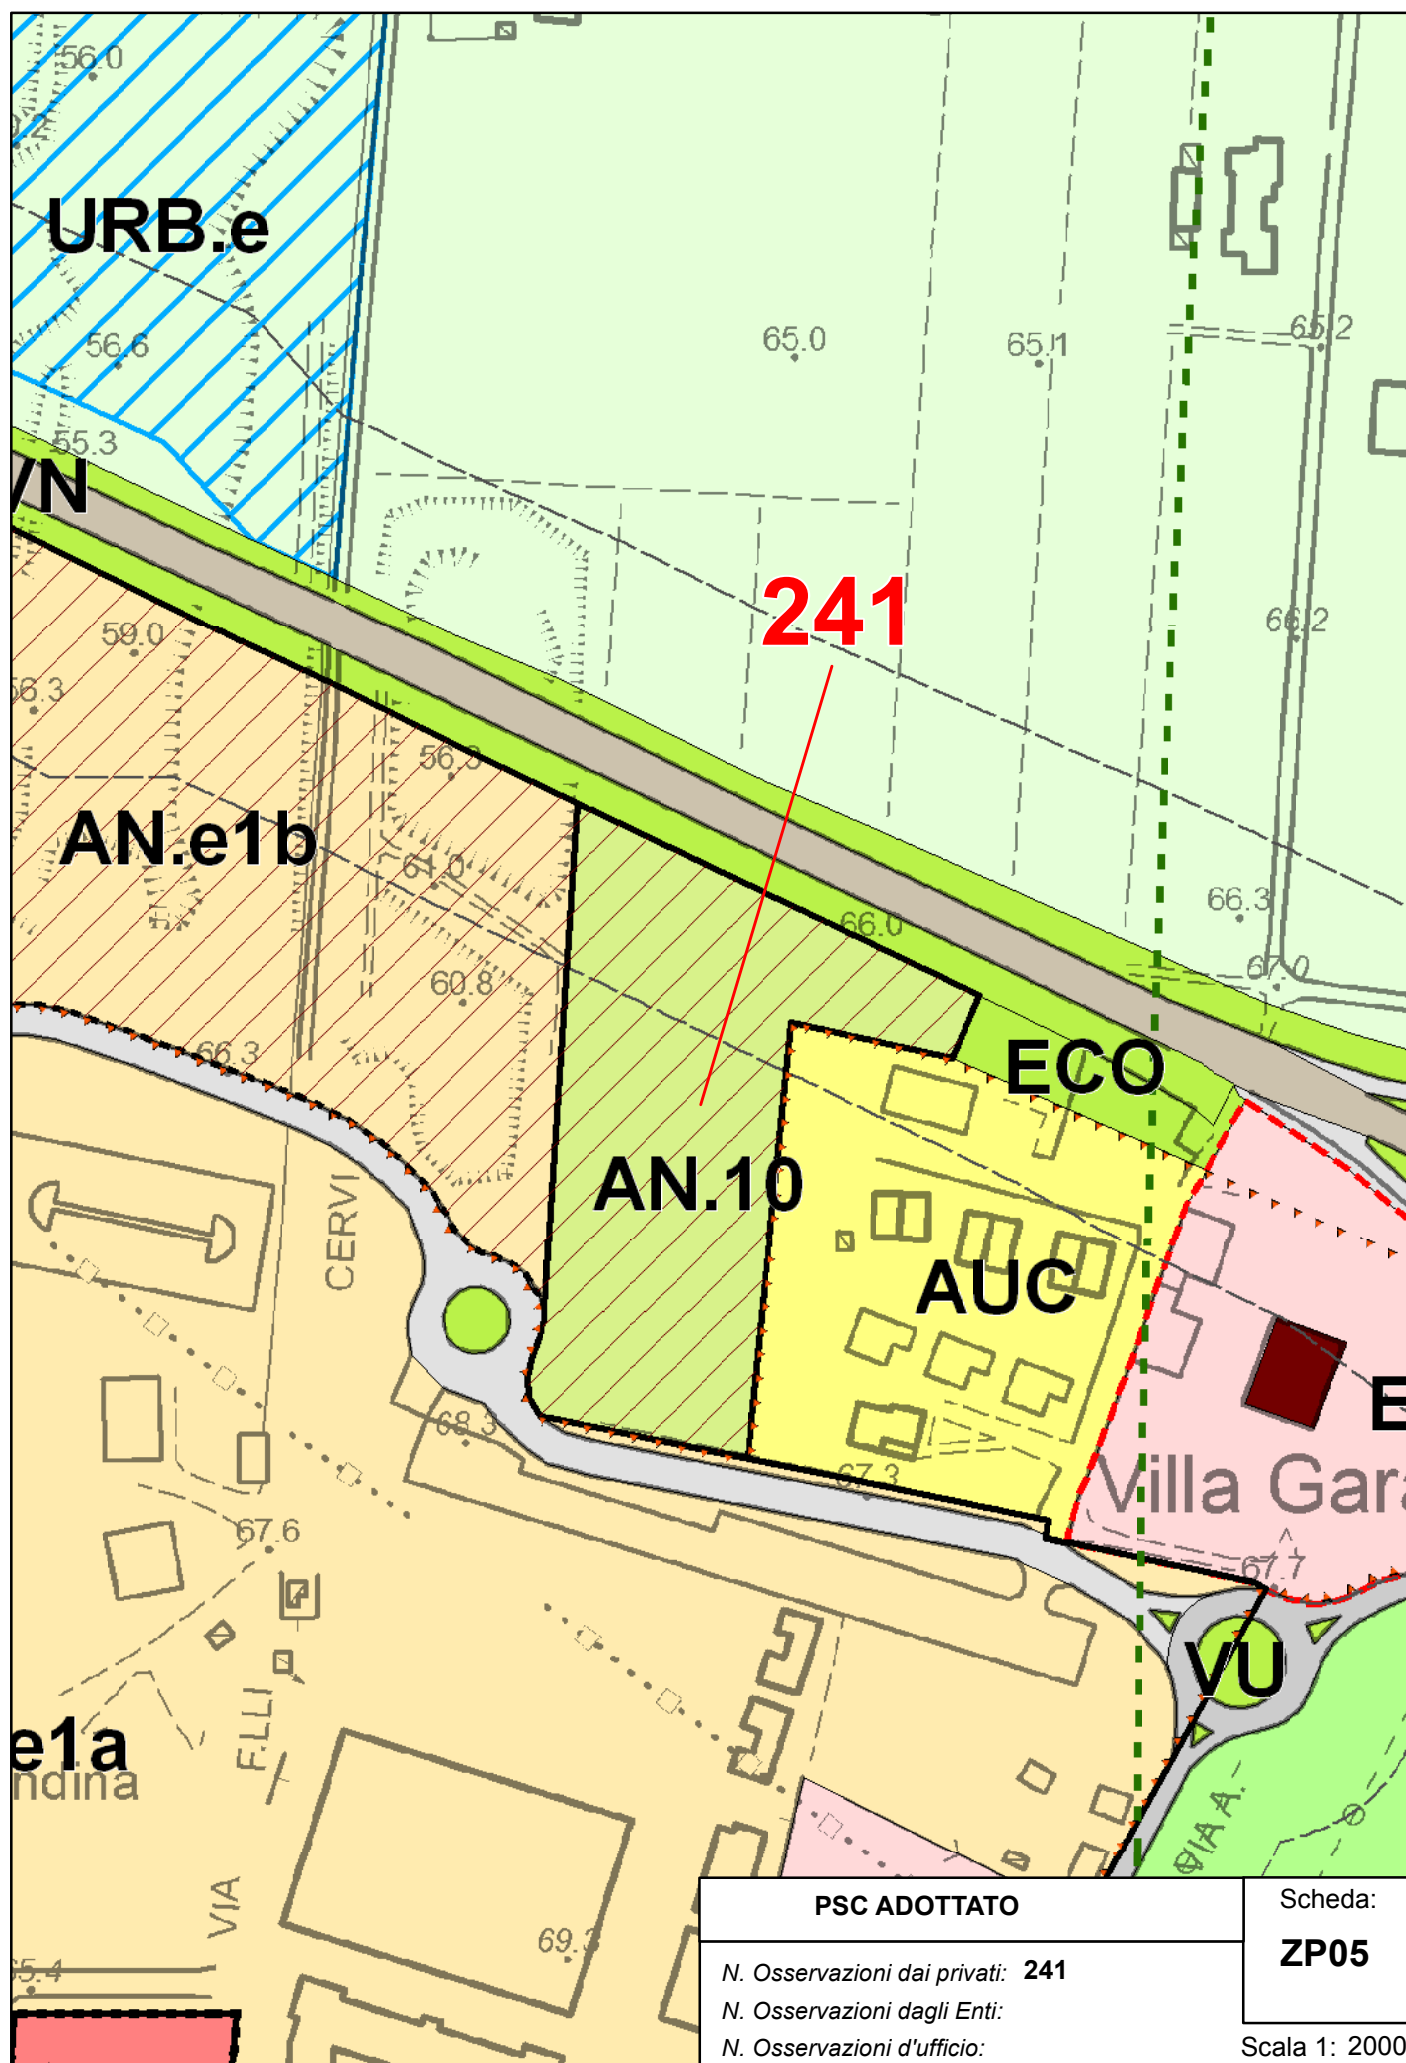 56.0
URB.e
65.0
65.1
65.2
56.6
55.3
VN
241
59.0
66.2
56.3
56.3
AN.e1b
61.0
66.3
66.0
67.0
60.8
66.3
ECO
AN.10
CERVI
AUC
E
68.3
67.3
Villa Gara
67.6
67.7
VU
e1a
ndina
F.LLI
VIA A.
VIA
69.3
65.4
PSC ADOTTATO
Scheda:
ZP05
N. Osservazioni dai privati: 241
N. Osservazioni dagli Enti:
N. Osservazioni d'ufficio:
Scala 1: 2000